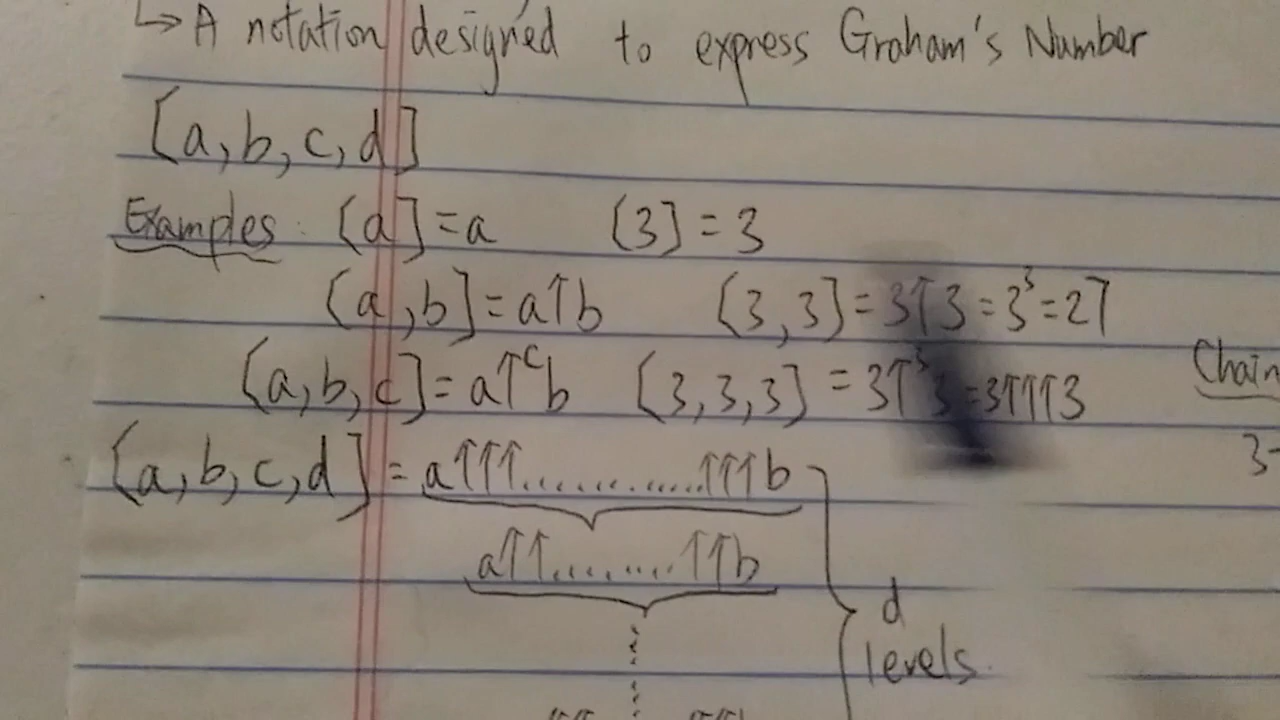 ↳ A notation designed to express Graham's Number
[a, b, c, d]
Examples: [a] = a [3] = 3
[a, b] = a↑b [3, 3] = 3↑3 = 3³ = 27
[a, b, c] = a↑ᶜb [3, 3, 3] = 3↑³3 = 3↑↑↑3
Chain
[a, b, c, d] = a↑↑↑............↑↑↑b
3-
a↑↑.........↑↑b
d
levels